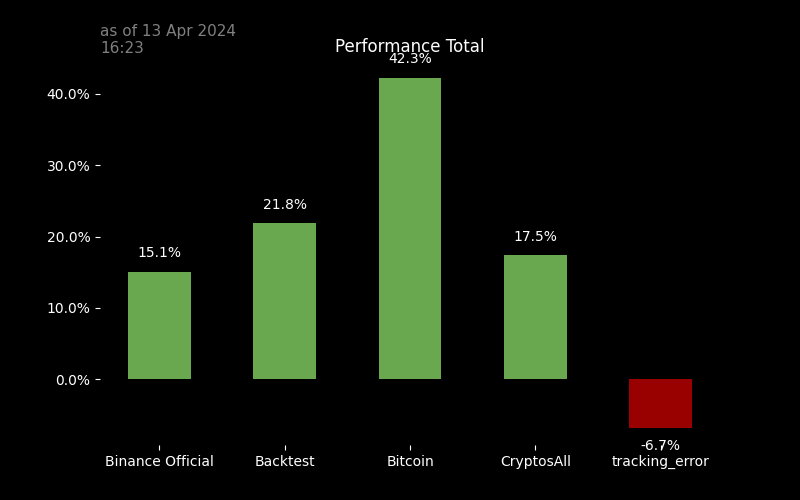 as of 13 Apr 2024
16:23
Performance Total
42.3%
40.0%
30.0%
21.8%
20.0%
17.5%
15.1%
10.0%
0.0%
-6.7%
Binance Official
Backtest
Bitcoin
CryptosAll
tracking_error